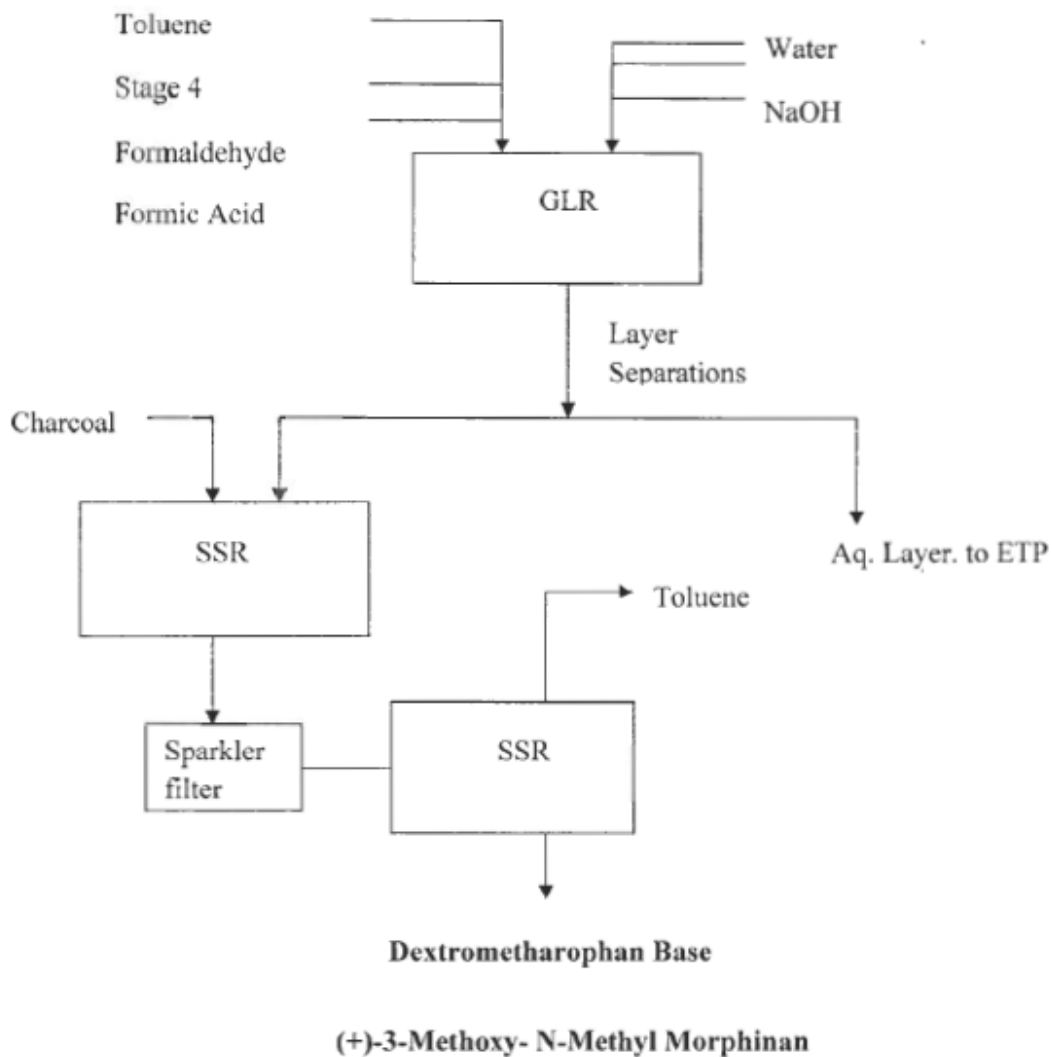 Toluene
Water
Stage 4
NaOH
Formaldehyde
Formic Acid
GLR
Layer
Separations
Charcoal
SSR
Aq. Layer. to ETP
Toluene
Sparkler
filter
SSR
Dextrometharophan Base
(+)-3-Methoxy- N-Methyl Morphinan